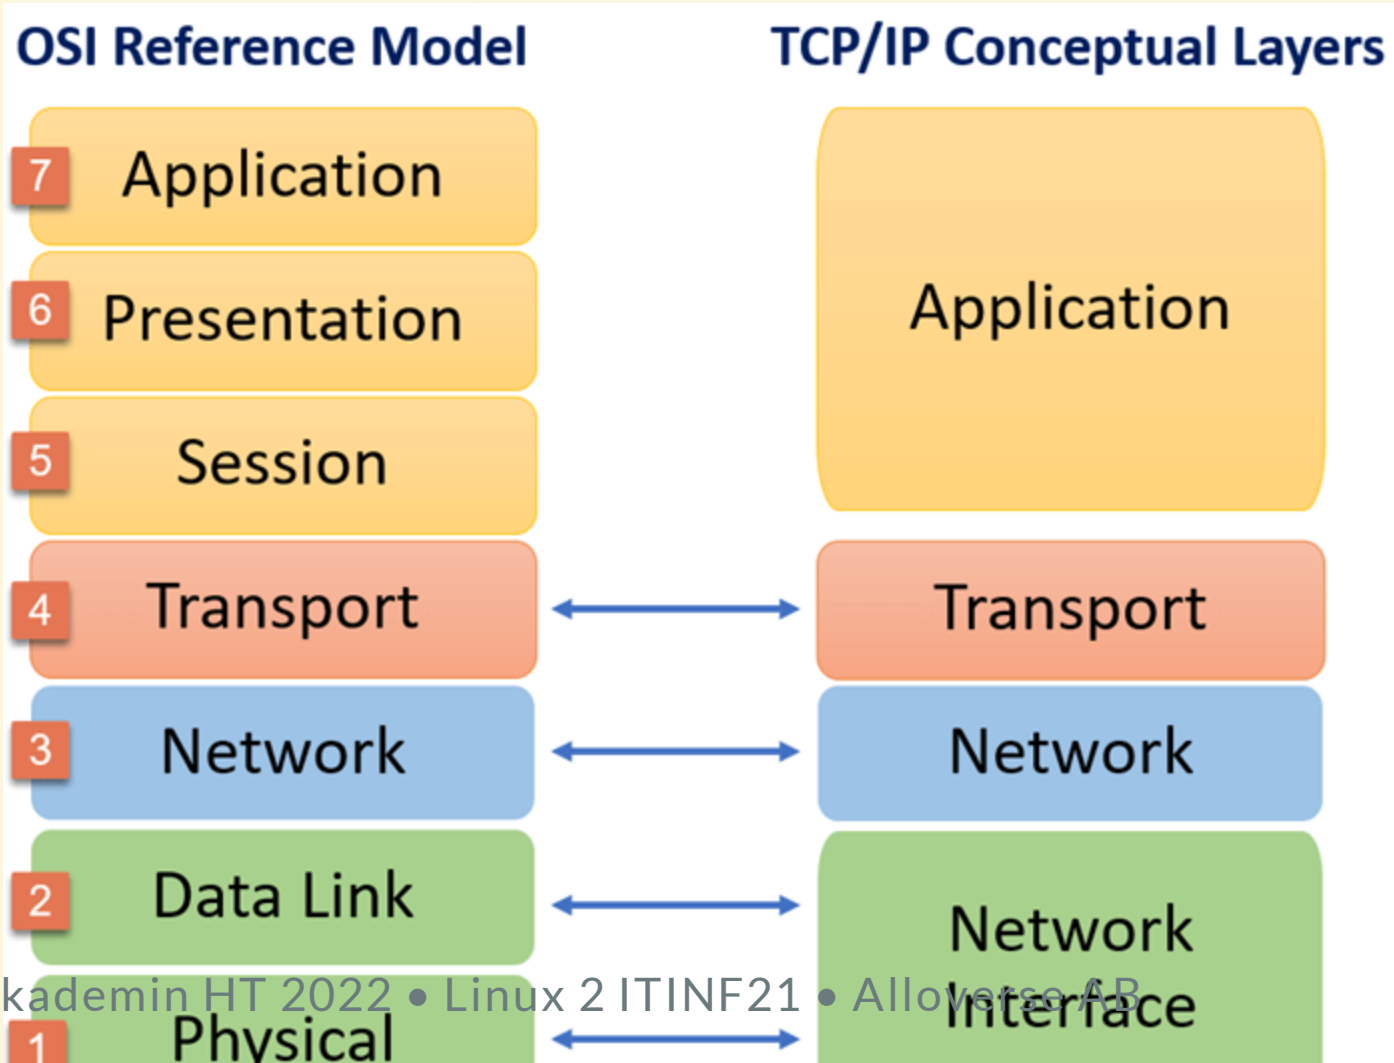 OSI Reference Model
TCP/IP Conceptual Layers
7 Application
6 Presentation
5 Session
4 Transport
3 Network
2 Data Link
1 Physical
Application
Transport
Network
Network
Interface
kademin HT 2022 • Linux 2 ITINF21 • Alloverse AB